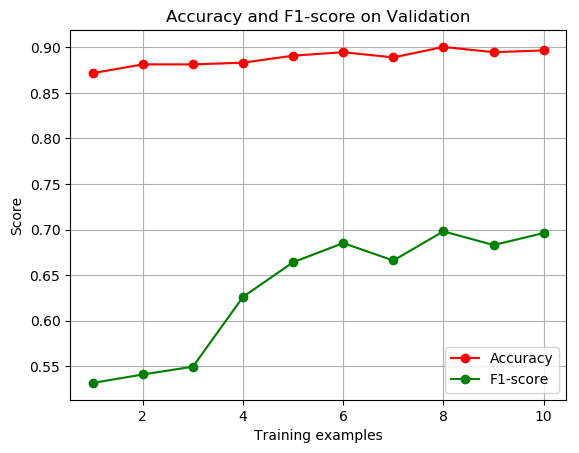 Accuracy and F1-score on Validation
Score
0.90
0.85
0.80
0.75
0.70
0.65
0.60
0.55
2 4 6 8 10
Training examples
Accuracy
F1-score